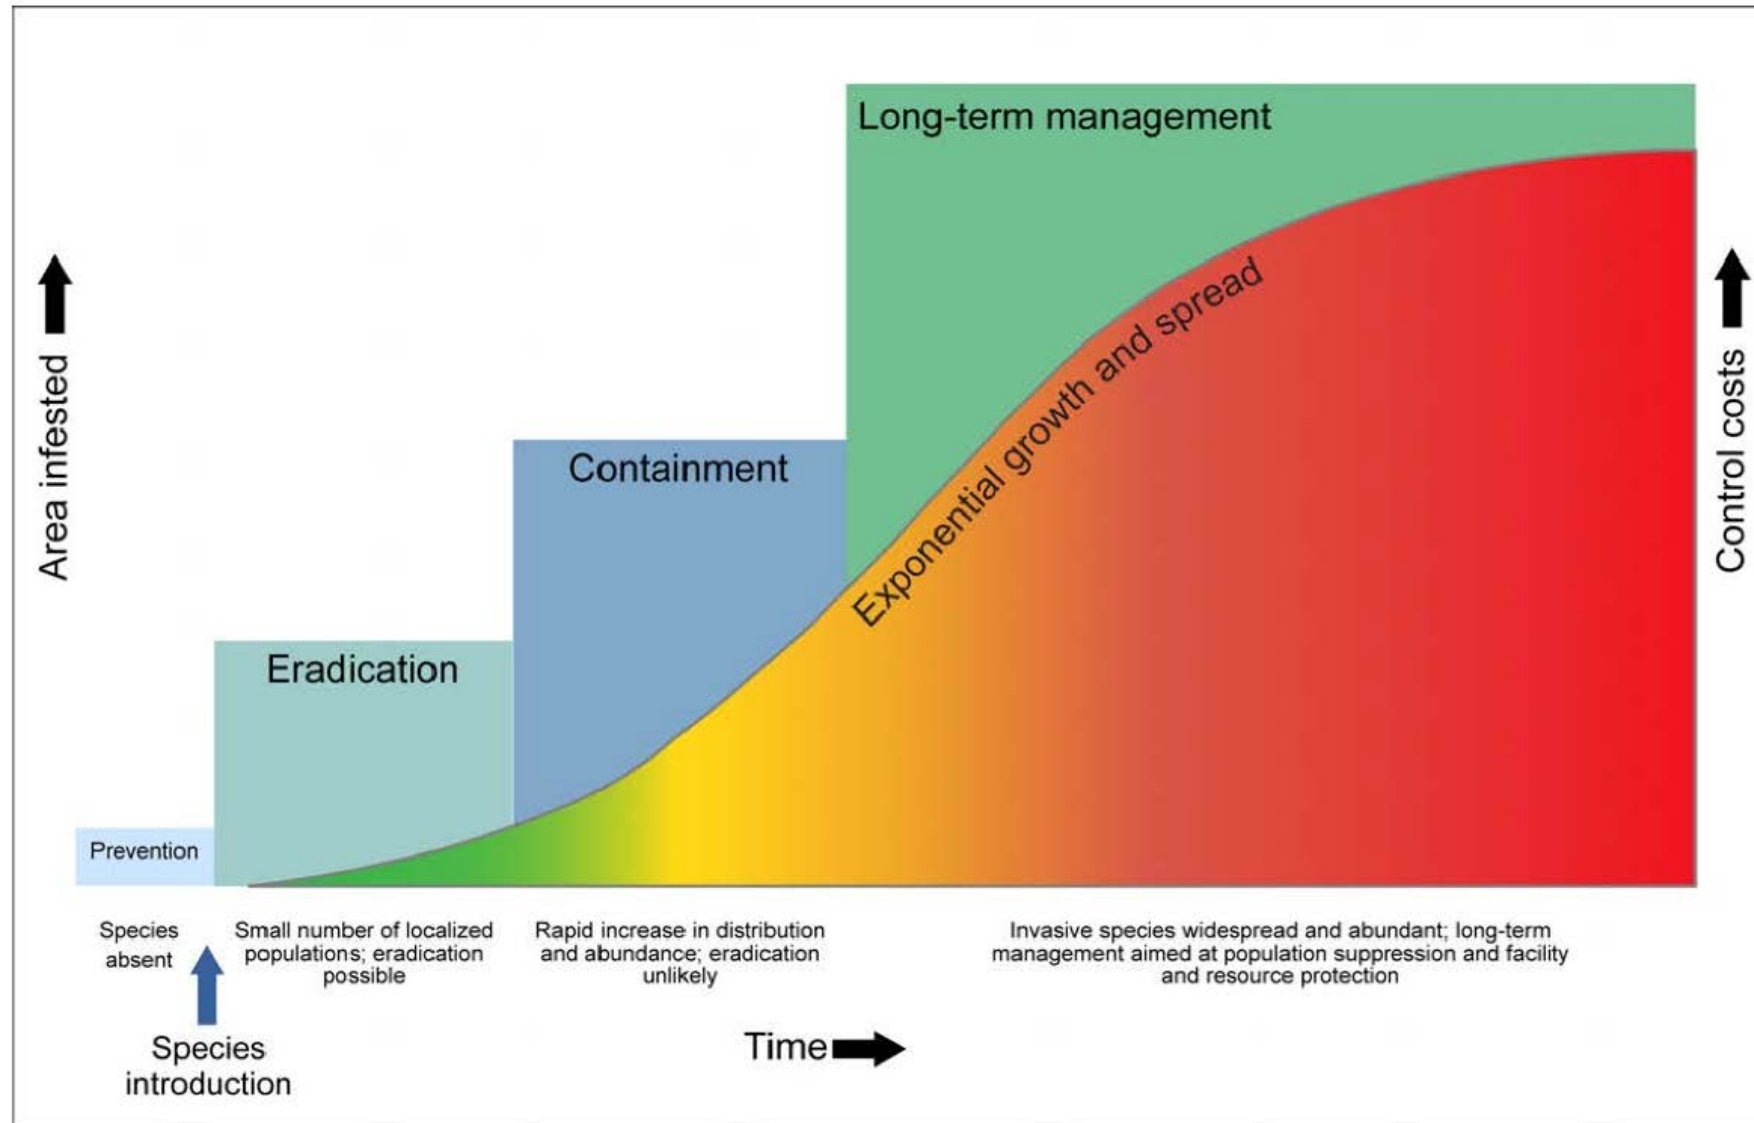 Long-term management
Exponential growth and spread
Area infested
Control costs
Containment
Eradication
Prevention
Species
absent
Small number of localized
populations; eradication
possible
Rapid increase in distribution
and abundance; eradication
unlikely
Invasive species widespread and abundant; long-term
management aimed at population suppression and facility
and resource protection
Species
introduction
Time